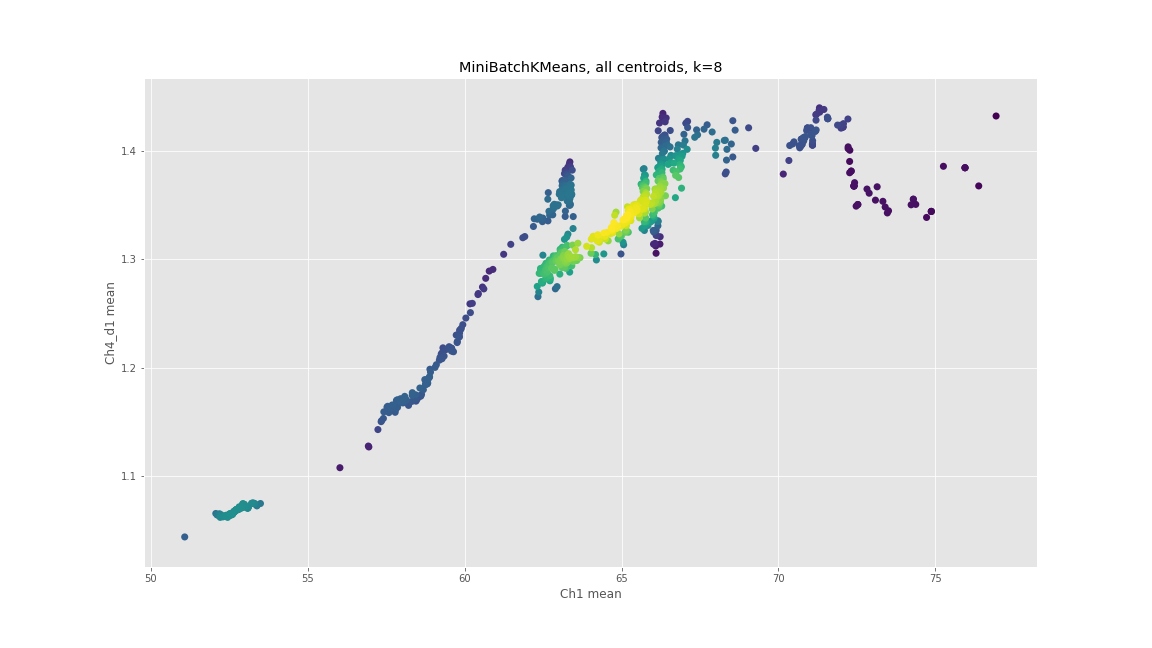 MiniBatchKMeans, all centroids, k=8
1.4
1.3
1.2
1.1
Ch4_d1 mean
50 55 60 65 70 75
Ch1 mean